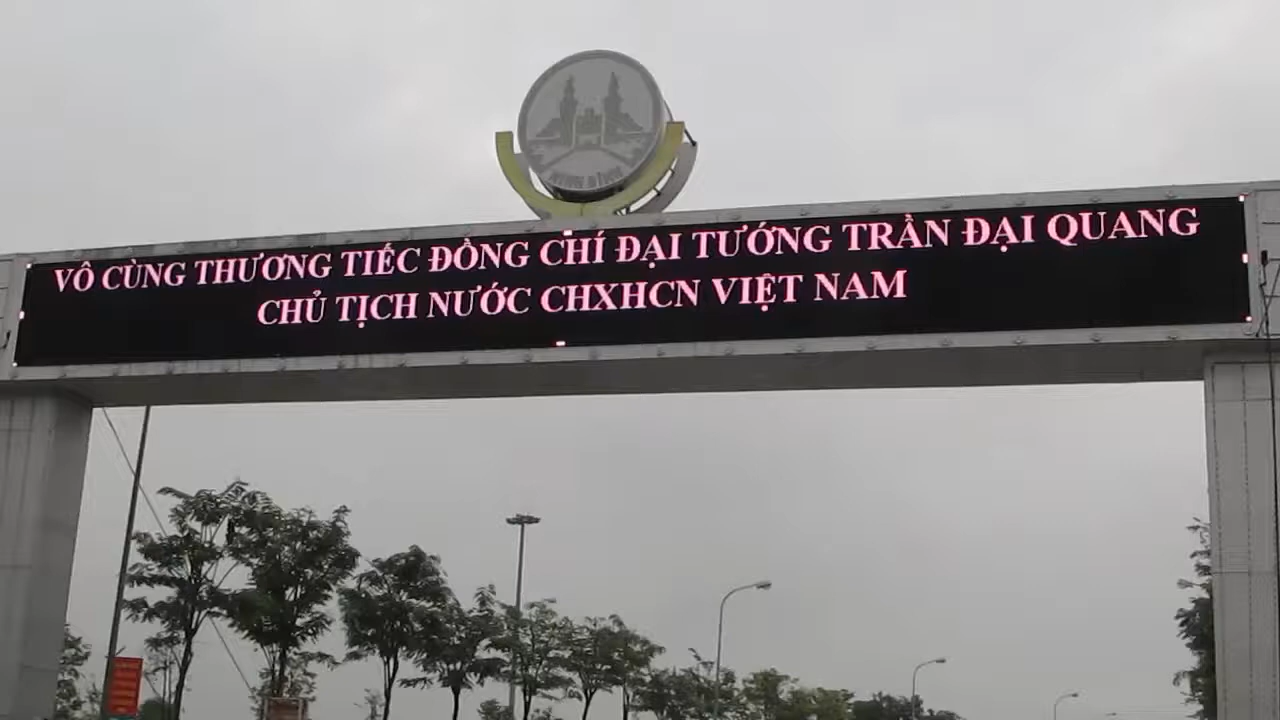 VÔ CÙNG THƯƠNG TIẾC ĐỒNG CHÍ ĐẠI TƯỚNG TRẦN ĐẠI QUANG
CHỦ TỊCH NƯỚC CHXHCN VIỆT NAM